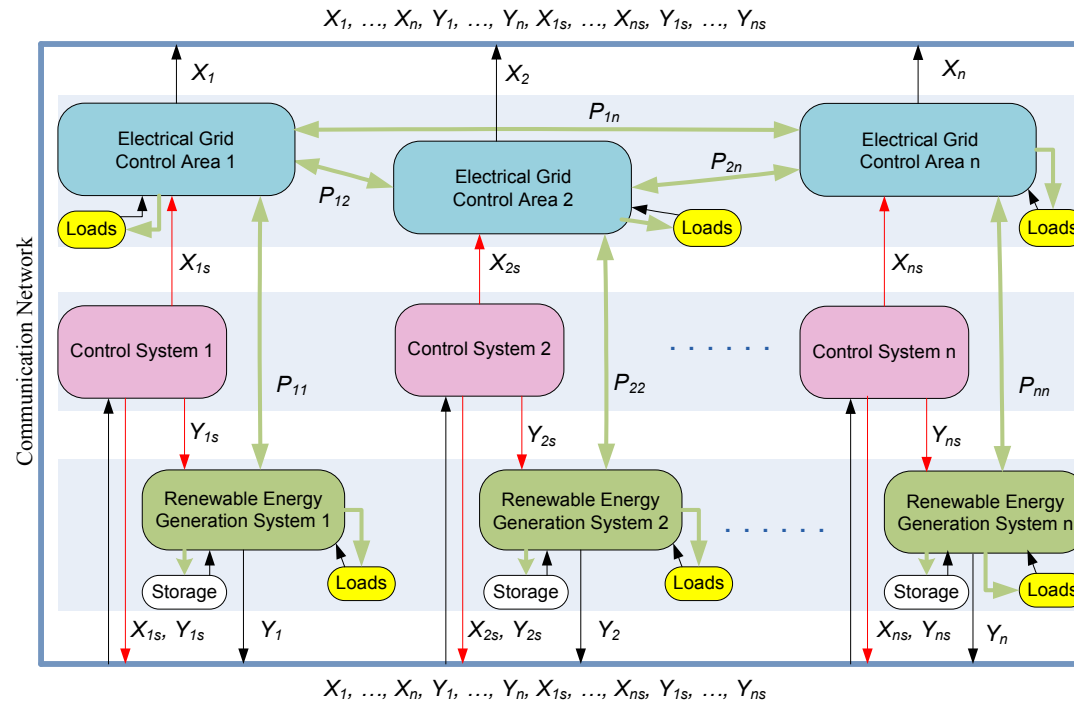 X1, …, Xn, Y1, …, Yn, X1s, …, Xns, Y1s, …, Yns
X1
X2
Xn
Electrical Grid
Control Area 1
P1n
Electrical Grid
Control Area n
P12
Electrical Grid
Control Area 2
P2n
Loads
Loads
Loads
X1s
X2s
Xns
Communication Network
Control System 1
Control System 2
. . . . . .
Control System n
P11
P22
Pnn
Y1s
Y2s
Yns
Renewable Energy
Generation System 1
Renewable Energy
Generation System 2
. . . . . .
Renewable Energy
Generation System n
Storage
Loads
Storage
Loads
Storage
Loads
X1s, Y1s
Y1
X2s, Y2s
Y2
Xns, Yns
Yn
X1, …, Xn, Y1, …, Yn, X1s, …, Xns, Y1s, …, Yns